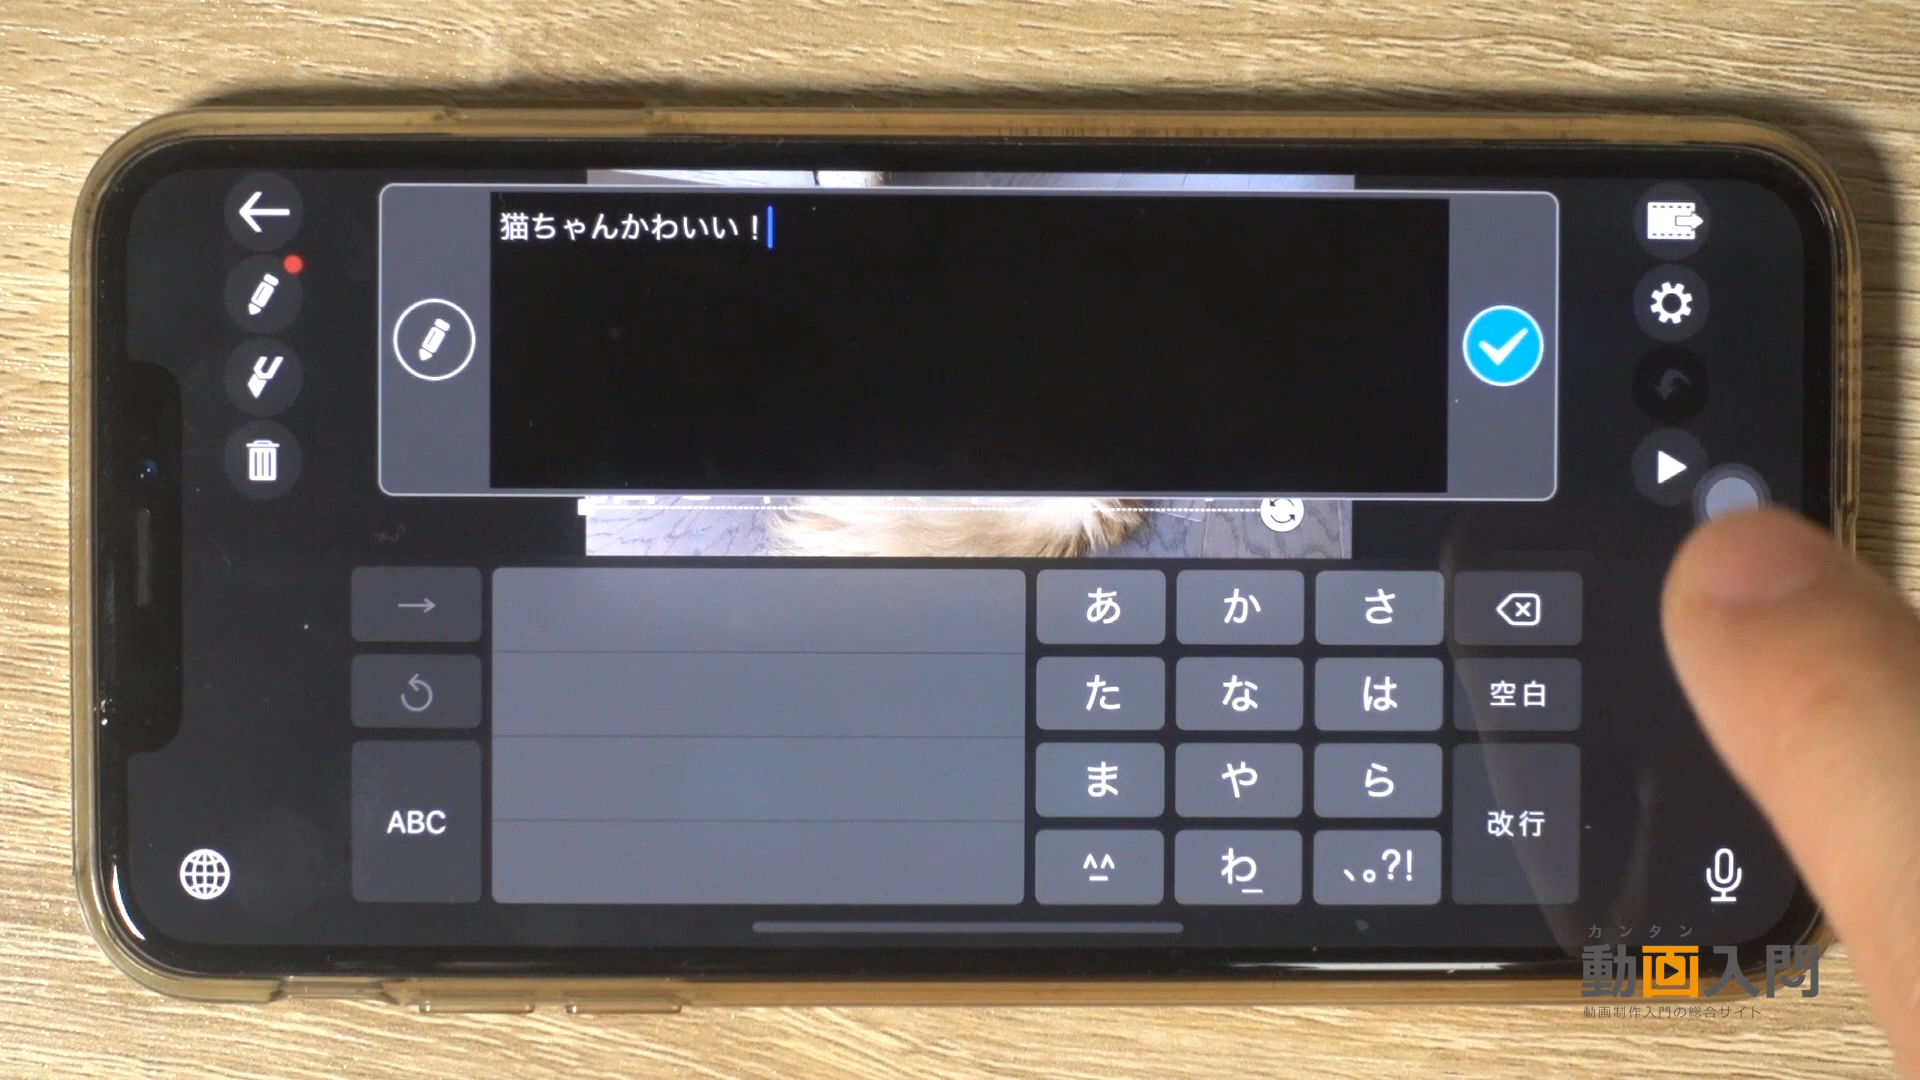 猫ちゃんかわいい！
→
あ
か
さ
た
な
は
空白
ABC
ま
や
ら
改行
^^
わ_
､｡?!
カンタン
動画入門
動画制作入門の総合サイト